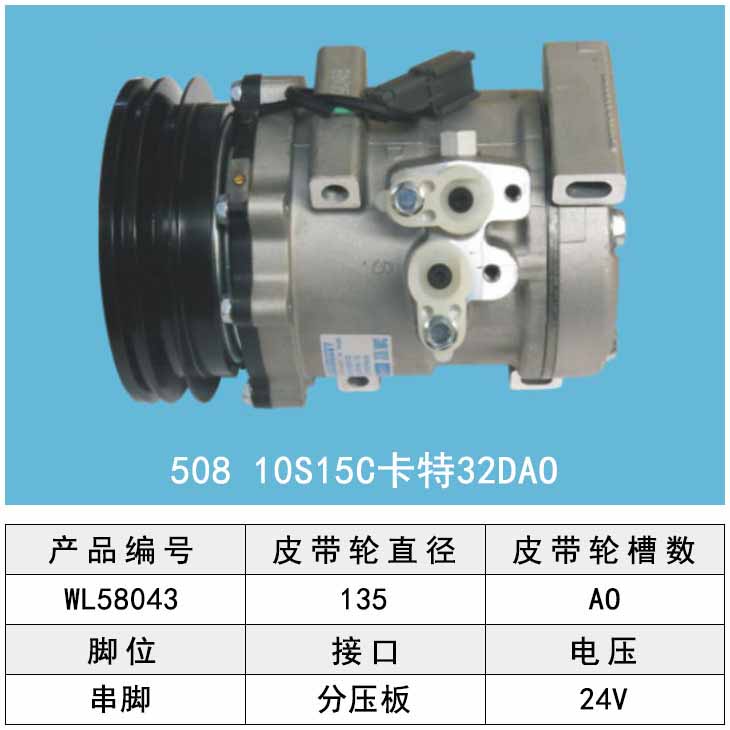 508 10S15C卡特32DA0
产品编号 皮带轮直径 皮带轮槽数
WL58043 135 A0
脚位 接口 电压
串脚 分压板 24V